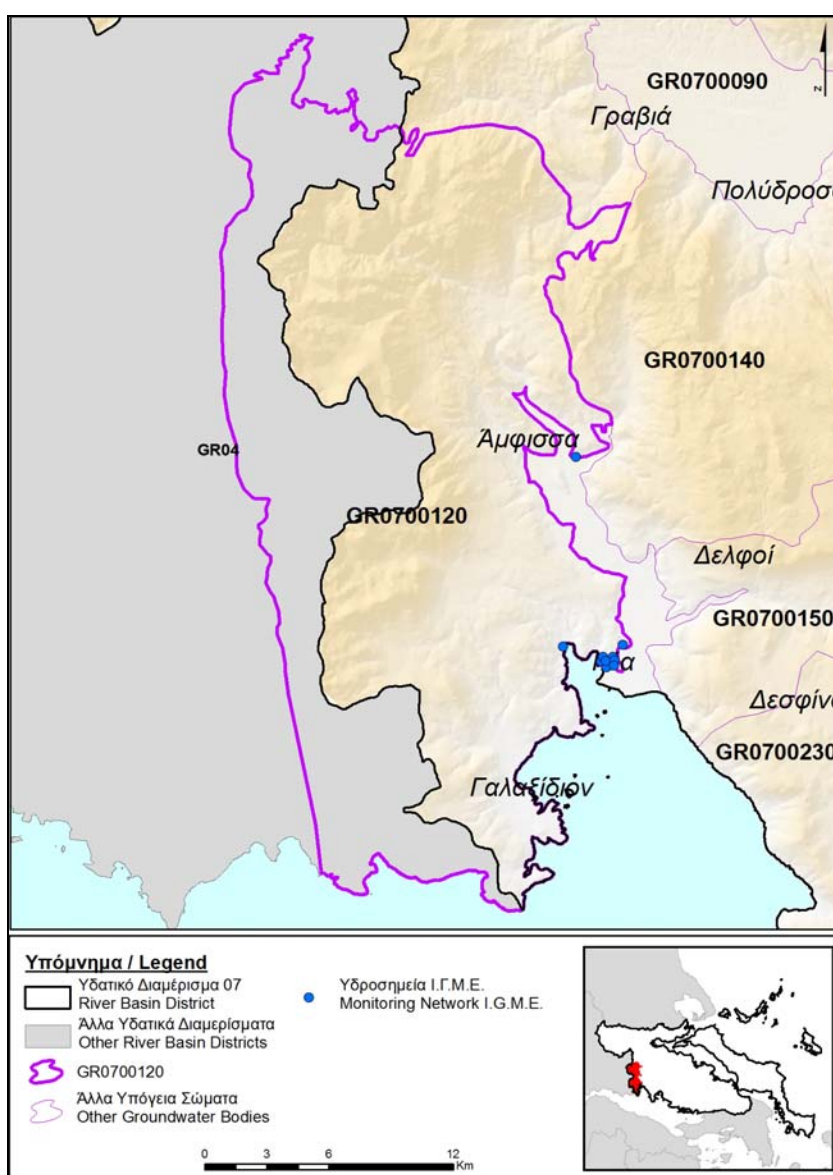 GR0700090
Γραβιά
Πολύδροσο
GR0700140
Άμφισσα
GR04
GR0700120
Δελφοί
GR0700150
Δεσφίνα
GR0700230
Γαλαξίδιον
N
Υπόμνημα / Legend
Υδατικό Διαμέρισμα 07
River Basin District
Άλλα Υδατικά Διαμερίσματα
Other River Basin Districts
GR0700120
Άλλα Υπόγεια Σώματα
Other Groundwater Bodies
Υδροσημεία Ι.Γ.Μ.Ε.
Monitoring Network I.G.M.E.
0 6 12
Km